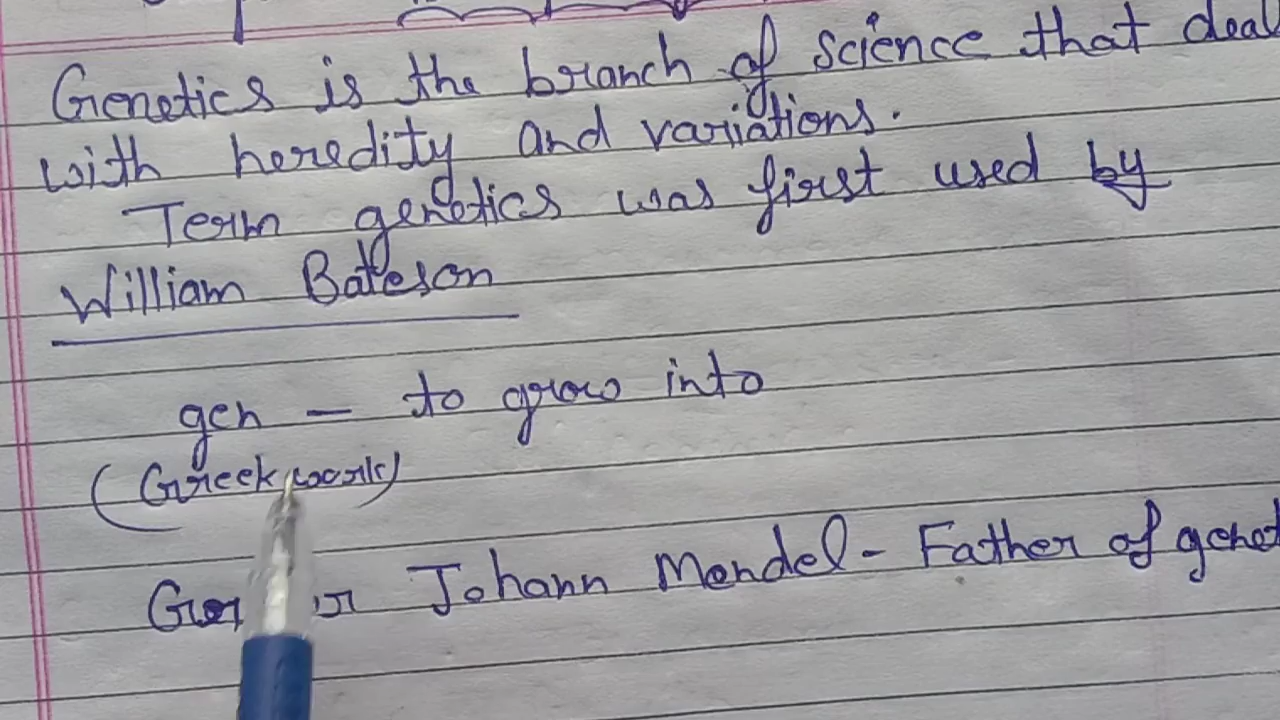 Genetics is the branch of science that deal
with heredity and variations.
Term genetics was first used by
William Bateson
gen – to grow into
(Greek work)
Johann Mendel - Father of genet